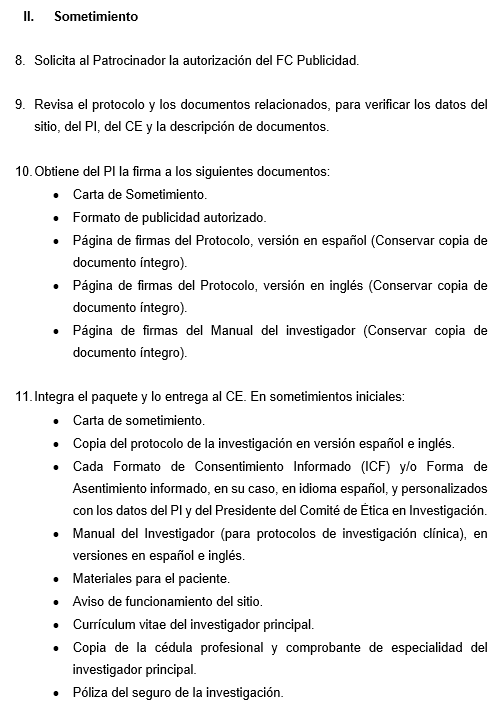 II. Sometimiento
8. Solicita al Patrocinador la autorización del FC Publicidad.
9. Revisa el protocolo y los documentos relacionados, para verificar los datos del
sitio, del PI, del CE y la descripción de documentos.
10. Obtiene del PI la firma a los siguientes documentos:
• Carta de Sometimiento.
• Formato de publicidad autorizado.
• Página de firmas del Protocolo, versión en español (Conservar copia de
documento íntegro).
• Página de firmas del Protocolo, versión en inglés (Conservar copia de
documento íntegro).
• Página de firmas del Manual del investigador (Conservar copia de
documento íntegro).
11. Integra el paquete y lo entrega al CE. En sometimientos iniciales:
• Carta de sometimiento.
• Copia del protocolo de la investigación en versión español e inglés.
• Cada Formato de Consentimiento Informado (ICF) y/o Forma de
Asentimiento informado, en su caso, en idioma español, y personalizados
con los datos del PI y del Presidente del Comité de Ética en Investigación.
• Manual del Investigador (para protocolos de investigación clínica), en
versiones en español e inglés.
• Materiales para el paciente.
• Aviso de funcionamiento del sitio.
• Currículum vitae del investigador principal.
• Copia de la cédula profesional y comprobante de especialidad del
investigador principal.
• Póliza del seguro de la investigación.